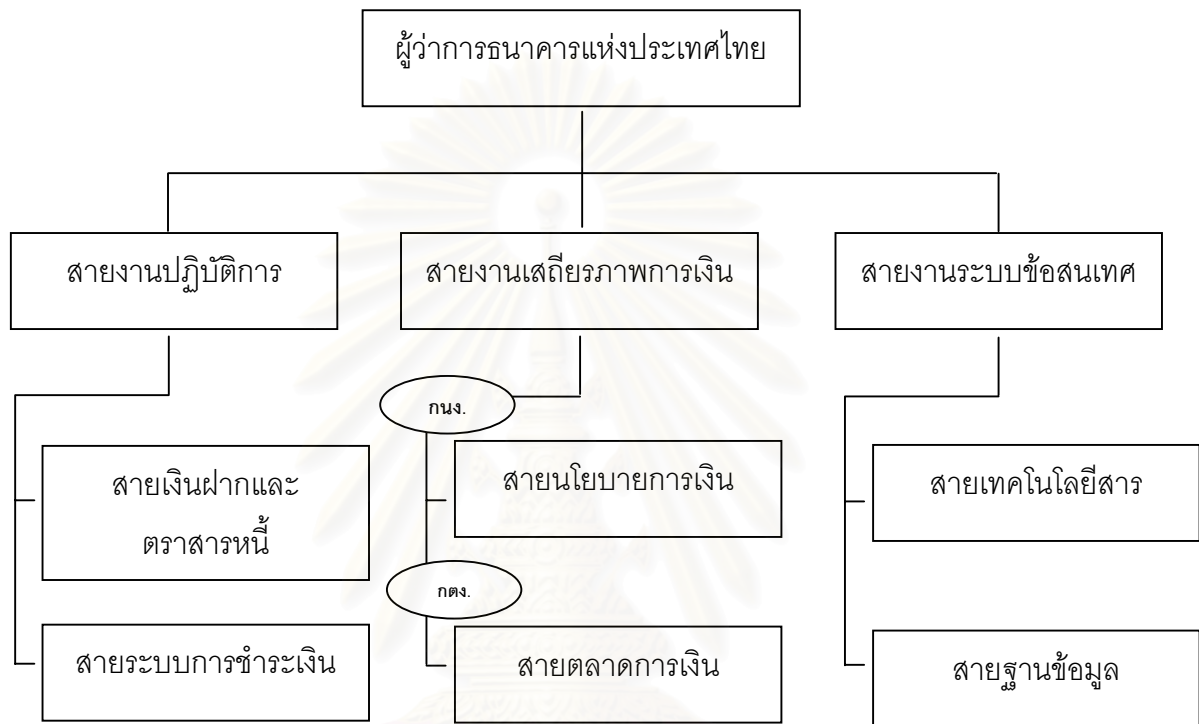 ผู้ว่าการธนาคารแห่งประเทศไทย
สายงานปฏิบัติการ
สายงานเสถียรภาพการเงิน
สายงานระบบข้อสนเทศ
กนง.
สายเงินฝากและ
ตราสารหนี้
สายนโยบายการเงิน
สายเทคโนโลยีสาร
กตง.
สายระบบการชำระเงิน
สายตลาดการเงิน
สายฐานข้อมูล